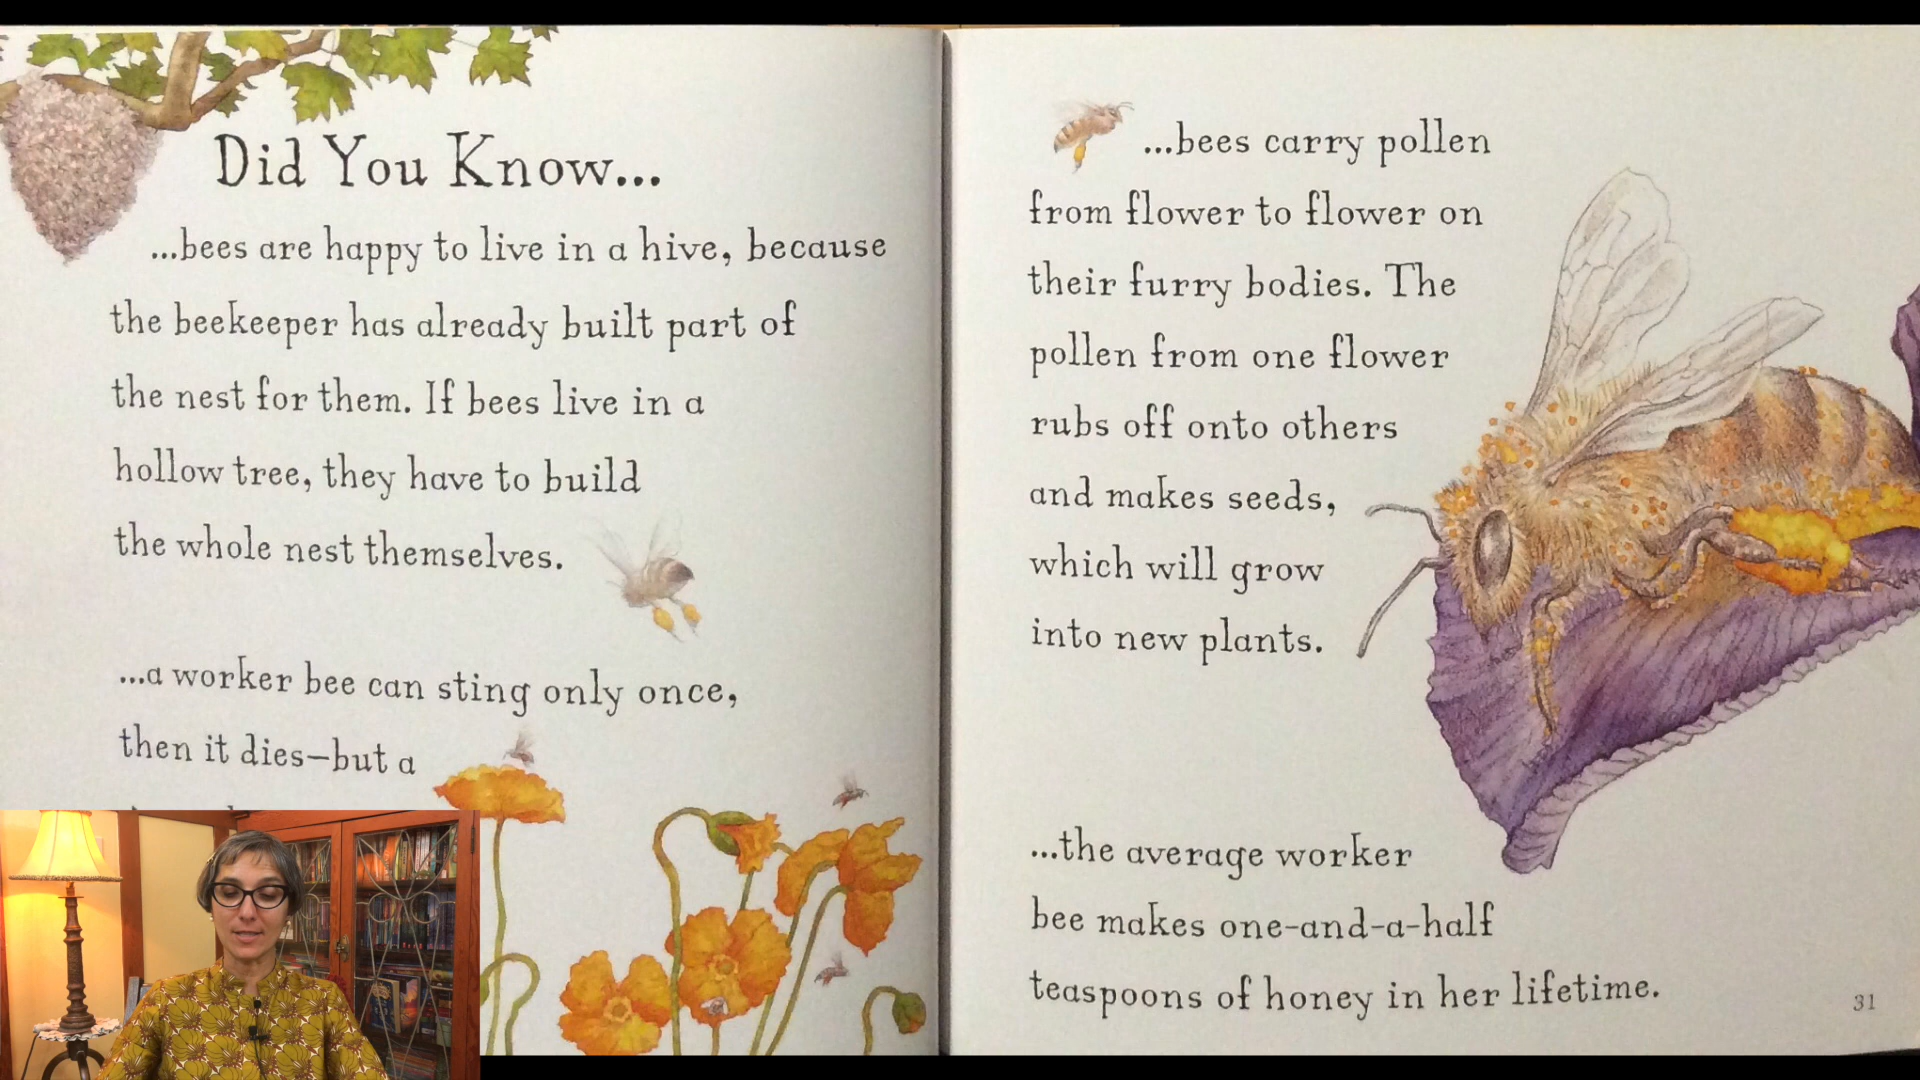 Did You Know...
...bees are happy to live in a hive, because
the beekeeper has already built part of
the nest for them. If bees live in a
hollow tree, they have to build
the whole nest themselves.
...a worker bee can sting only once,
then it dies—but a
...bees carry pollen
from flower to flower on
their furry bodies. The
pollen from one flower
rubs off onto others
and makes seeds,
which will grow
into new plants.
...the average worker
bee makes one-and-a-half
teaspoons of honey in her lifetime.
31